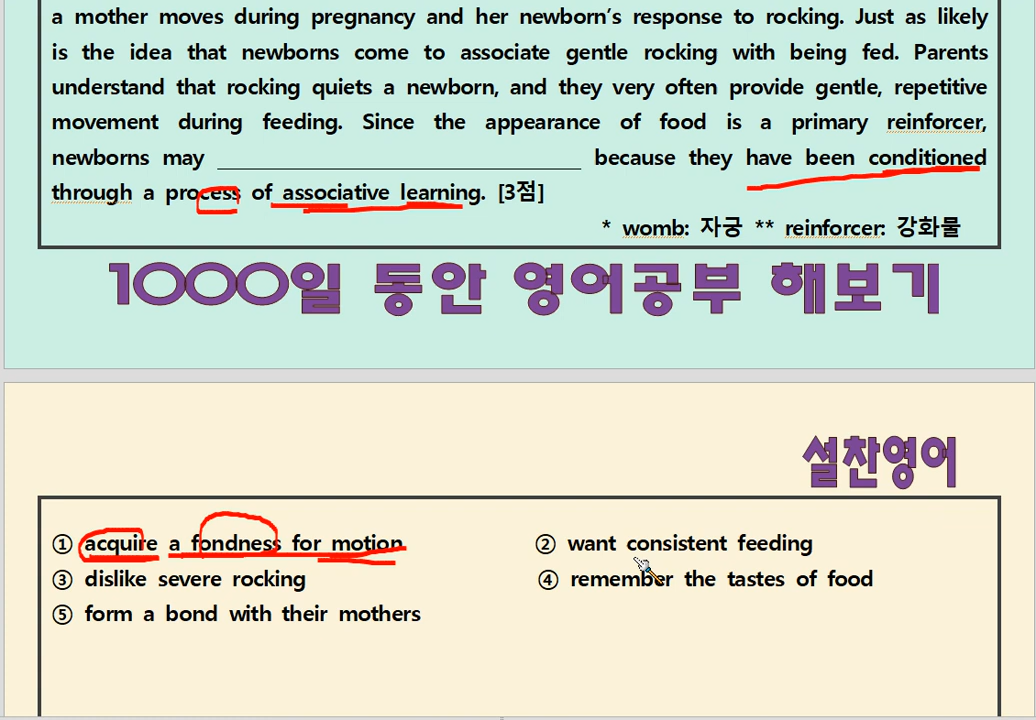 a mother moves during pregnancy and her newborn’s response to rocking. Just as likely
is the idea that newborns come to associate gentle rocking with being fed. Parents
understand that rocking quiets a newborn, and they very often provide gentle, repetitive
movement during feeding. Since the appearance of food is a primary reinforcer,
newborns may ______________________________ because they have been conditioned
through a process of associative learning. [3점]
* womb: 자궁 ** reinforcer: 강화물
1000일 동안 영어공부 해보기
설찬영어
① acquire a fondness for motion ② want consistent feeding
③ dislike severe rocking ④ remember the tastes of food
⑤ form a bond with their mothers